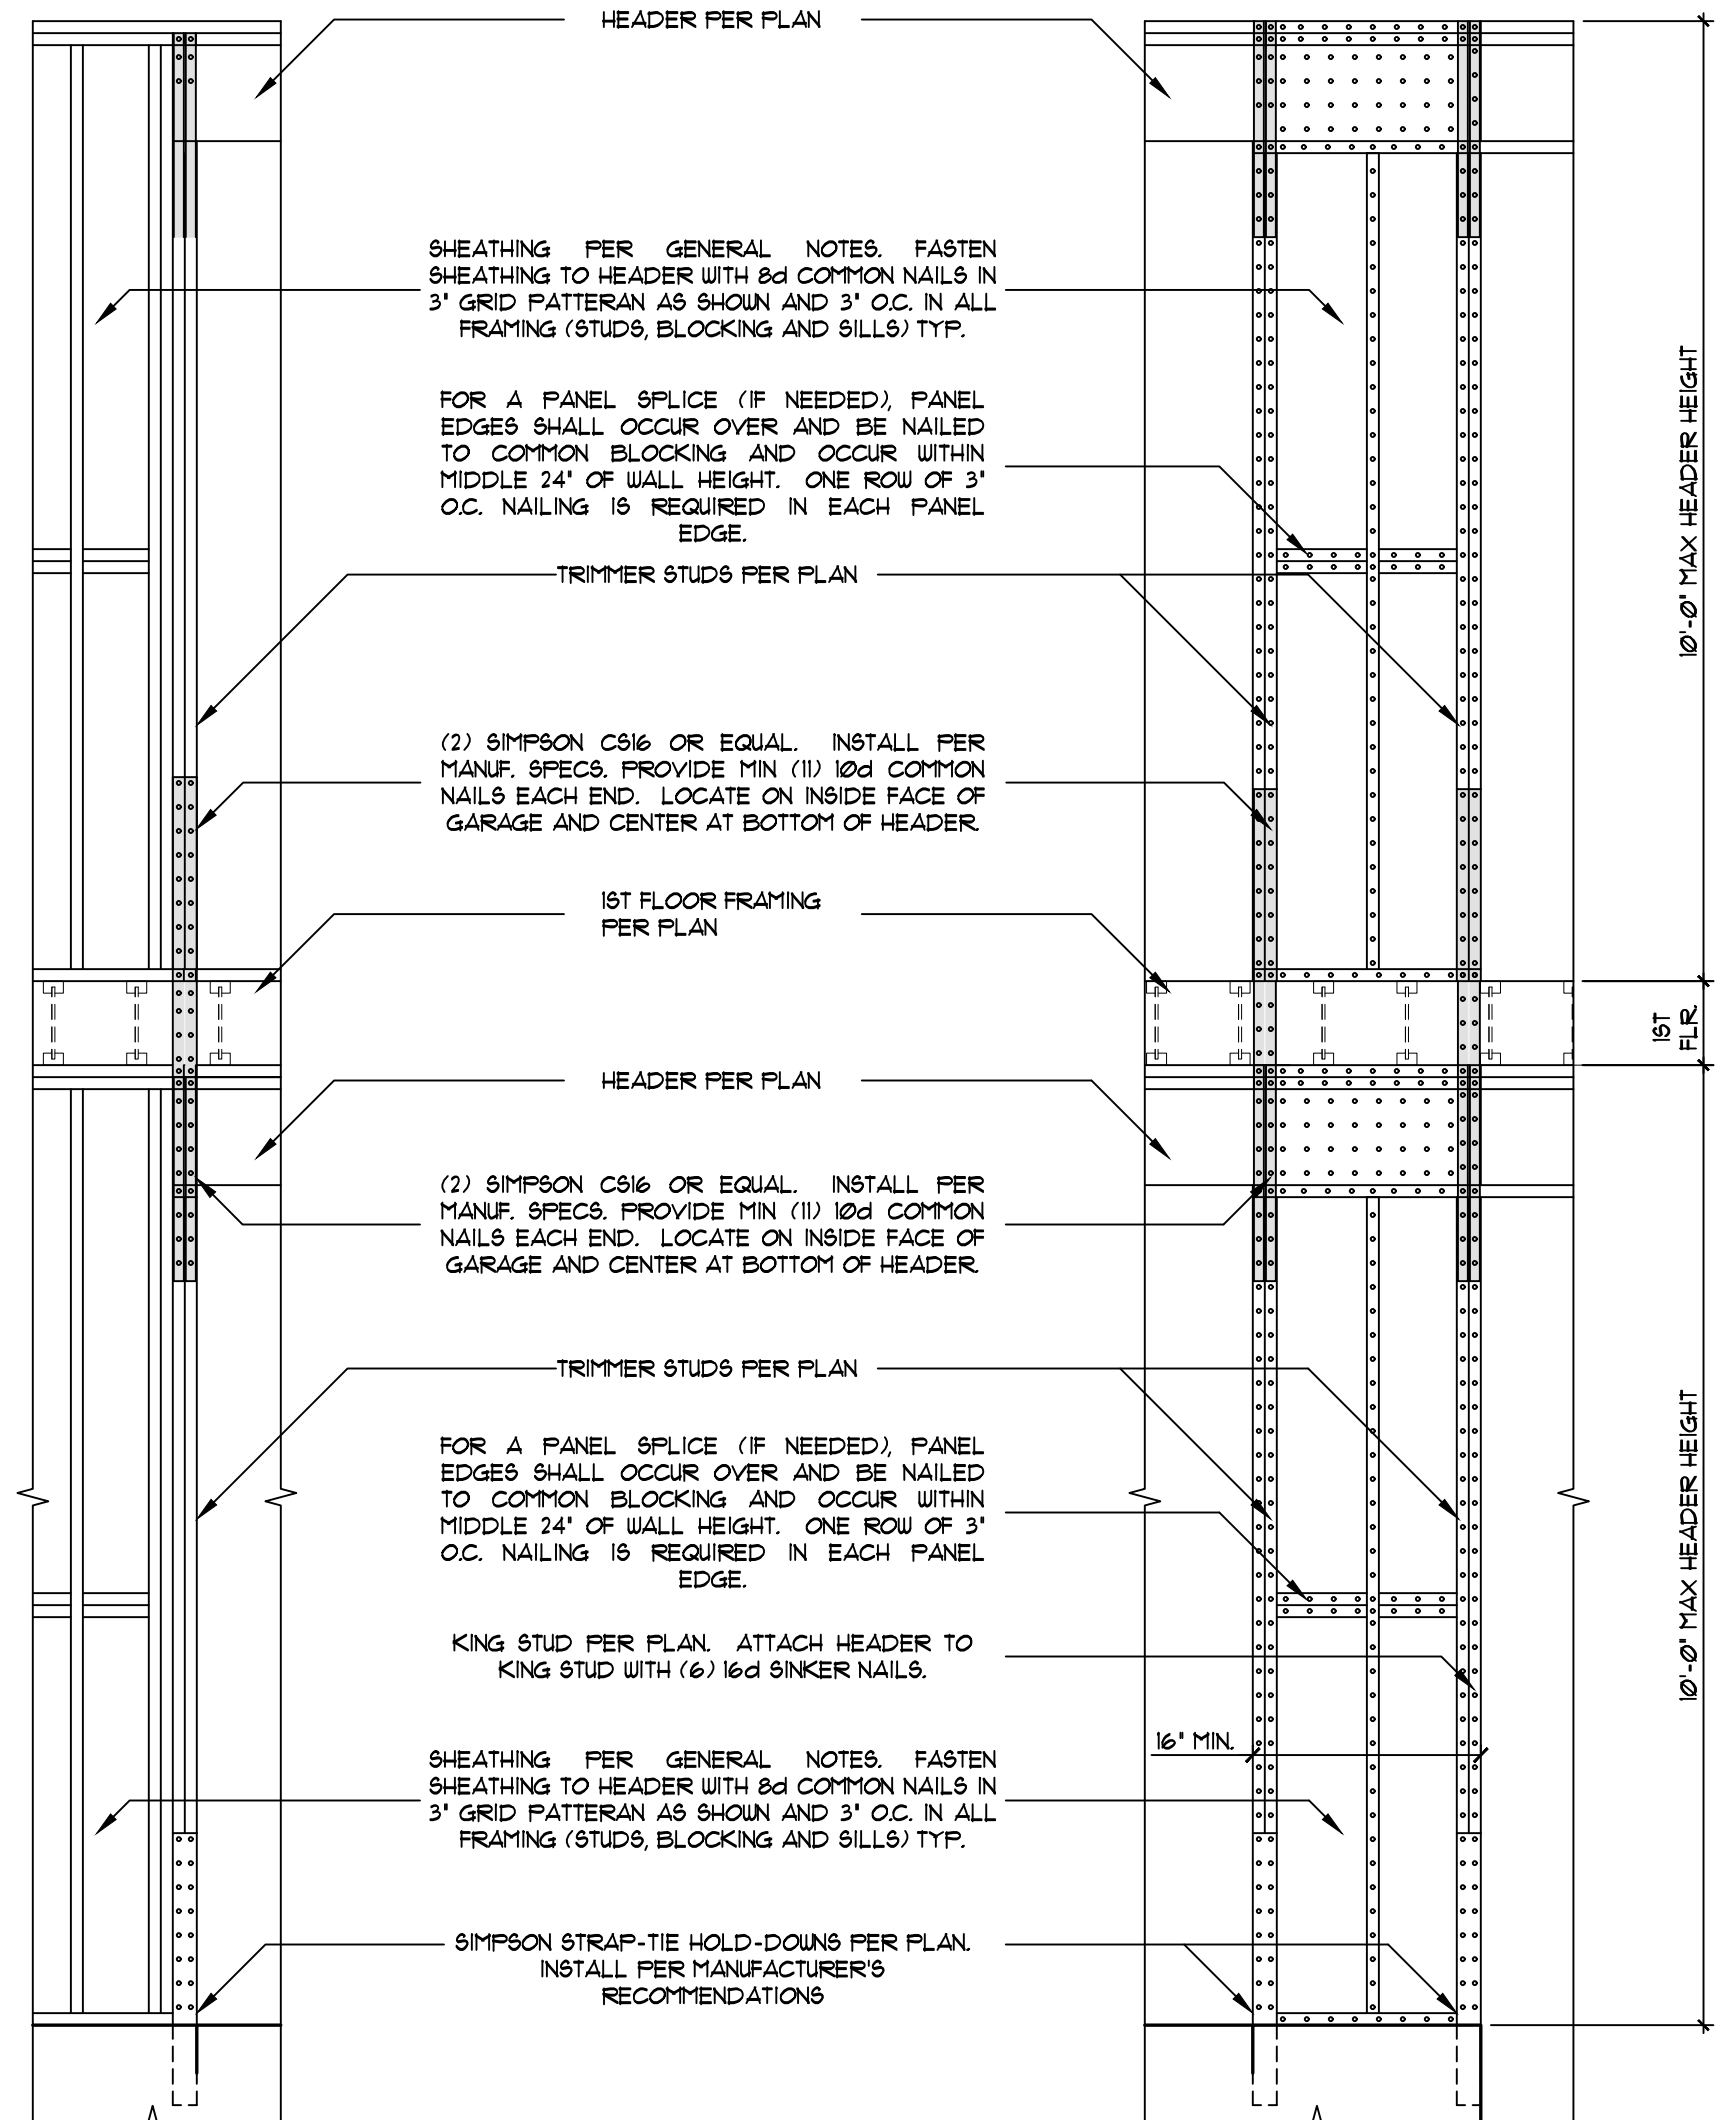 HEADER PER PLAN
SHEATHING PER GENERAL NOTES. FASTEN
SHEATHING TO HEADER WITH 8d COMMON NAILS IN
3" GRID PATTERAN AS SHOWN AND 3" O.C. IN ALL
FRAMING (STUDS, BLOCKING AND SILLS) TYP.
FOR A PANEL SPLICE (IF NEEDED), PANEL
EDGES SHALL OCCUR OVER AND BE NAILED
TO COMMON BLOCKING AND OCCUR WITHIN
MIDDLE 24" OF WALL HEIGHT. ONE ROW OF 3"
O.C. NAILING IS REQUIRED IN EACH PANEL
EDGE.
TRIMMER STUDS PER PLAN
(2) SIMPSON CS16 OR EQUAL. INSTALL PER
MANUF. SPECS. PROVIDE MIN (11) 10d COMMON
NAILS EACH END. LOCATE ON INSIDE FACE OF
GARAGE AND CENTER AT BOTTOM OF HEADER.
1ST FLOOR FRAMING
PER PLAN
HEADER PER PLAN
(2) SIMPSON CS16 OR EQUAL. INSTALL PER
MANUF. SPECS. PROVIDE MIN (11) 10d COMMON
NAILS EACH END. LOCATE ON INSIDE FACE OF
GARAGE AND CENTER AT BOTTOM OF HEADER.
TRIMMER STUDS PER PLAN
FOR A PANEL SPLICE (IF NEEDED), PANEL
EDGES SHALL OCCUR OVER AND BE NAILED
TO COMMON BLOCKING AND OCCUR WITHIN
MIDDLE 24" OF WALL HEIGHT. ONE ROW OF 3"
O.C. NAILING IS REQUIRED IN EACH PANEL
EDGE.
KING STUD PER PLAN. ATTACH HEADER TO
KING STUD WITH (6) 16d SINKER NAILS.
SHEATHING PER GENERAL NOTES. FASTEN
SHEATHING TO HEADER WITH 8d COMMON NAILS IN
3" GRID PATTERAN AS SHOWN AND 3" O.C. IN ALL
FRAMING (STUDS, BLOCKING AND SILLS) TYP.
SIMPSON STRAP-TIE HOLD-DOWNS PER PLAN.
INSTALL PER MANUFACTURER'S
RECOMMENDATIONS
16" MIN.
10'-0" MAX HEADER HEIGHT
1ST
FLR.
10'-0" MAX HEADER HEIGHT